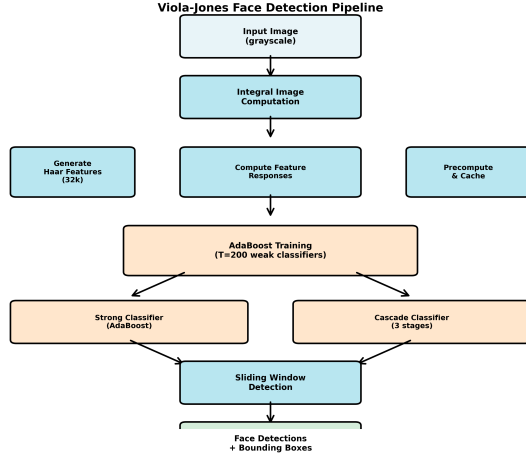 Viola-Jones Face Detection Pipeline
Input Image
(grayscale)
Integral Image
Computation
Generate
Haar Features
(32k)
Compute Feature
Responses
Precompute
& Cache
AdaBoost Training
(T=200 weak classifiers)
Strong Classifier
(AdaBoost)
Cascade Classifier
(3 stages)
Sliding Window
Detection
Face Detections
+ Bounding Boxes